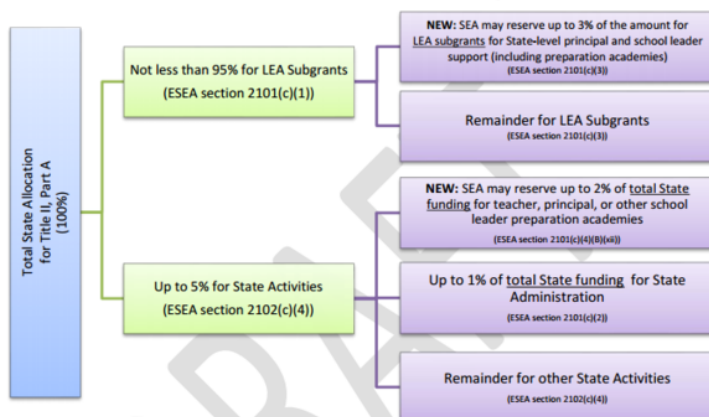 Total State Allocation
for Title II, Part A
(100%)
Not less than 95% for LEA Subgrants
(ESEA section 2101(c)(1))
NEW: SEA may reserve up to 3% of the amount for
LEA subgrants for State-level principal and school leader
support (including preparation academies)
(ESEA section 2101(c)(3))
Remainder for LEA Subgrants
(ESEA section 2101(c)(3))
Up to 5% for State Activities
(ESEA section 2102(c)(4))
NEW: SEA may reserve up to 2% of total State
funding for teacher, principal, or other school
leader preparation academies
(ESEA section 2101(c)(4)(B)(xii))
Up to 1% of total State funding for State
Administration
(ESEA section 2101(c)(2))
Remainder for other State Activities
(ESEA section 2102(c)(4))
DRAFT